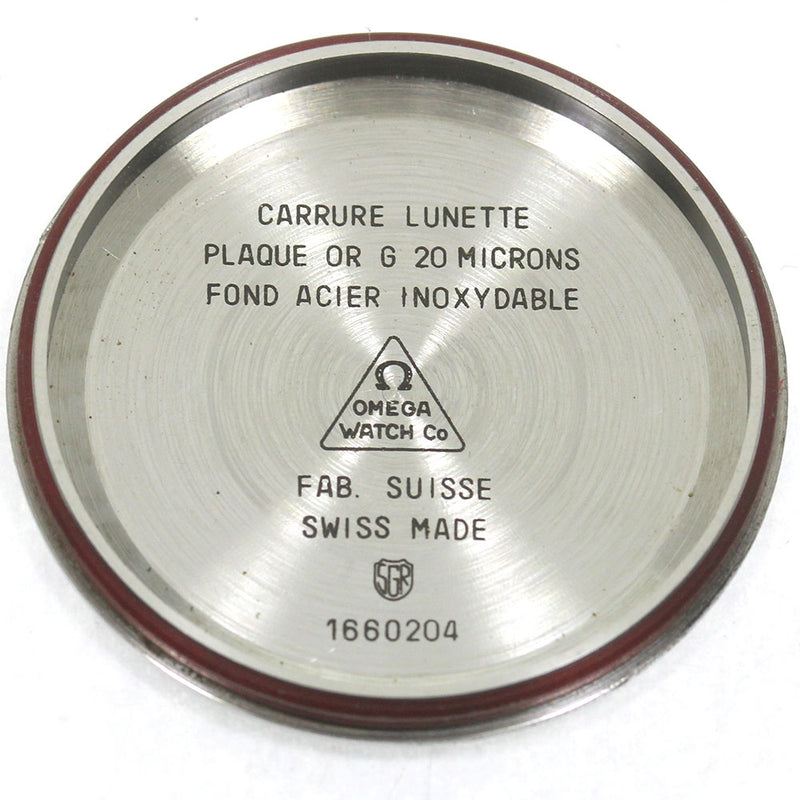 CARRURE LUNETTE
PLAQUE OR G 20 MICRONS
FOND ACIER INOXYDABLE
Ω
OMEGA
WATCH Co
FAB. SUISSE
SWISS MADE
SGR
1660204